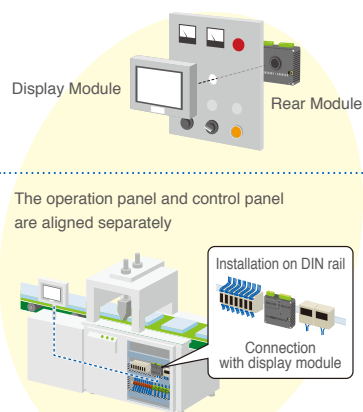 Display Module
Rear Module
The operation panel and control panel
are aligned separately
Installation on DIN rail
Connection
with display module